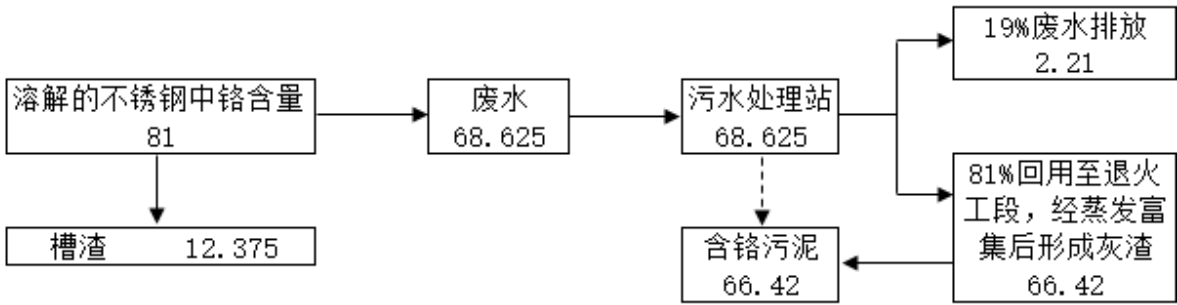 19%废水排放
2.21
溶解的不锈钢中铬含量
81
废水
68.625
污水处理站
68.625
81%回用至退火
工段，经蒸发富
集后形成灰渣
66.42
槽渣 12.375
含铬污泥
66.42